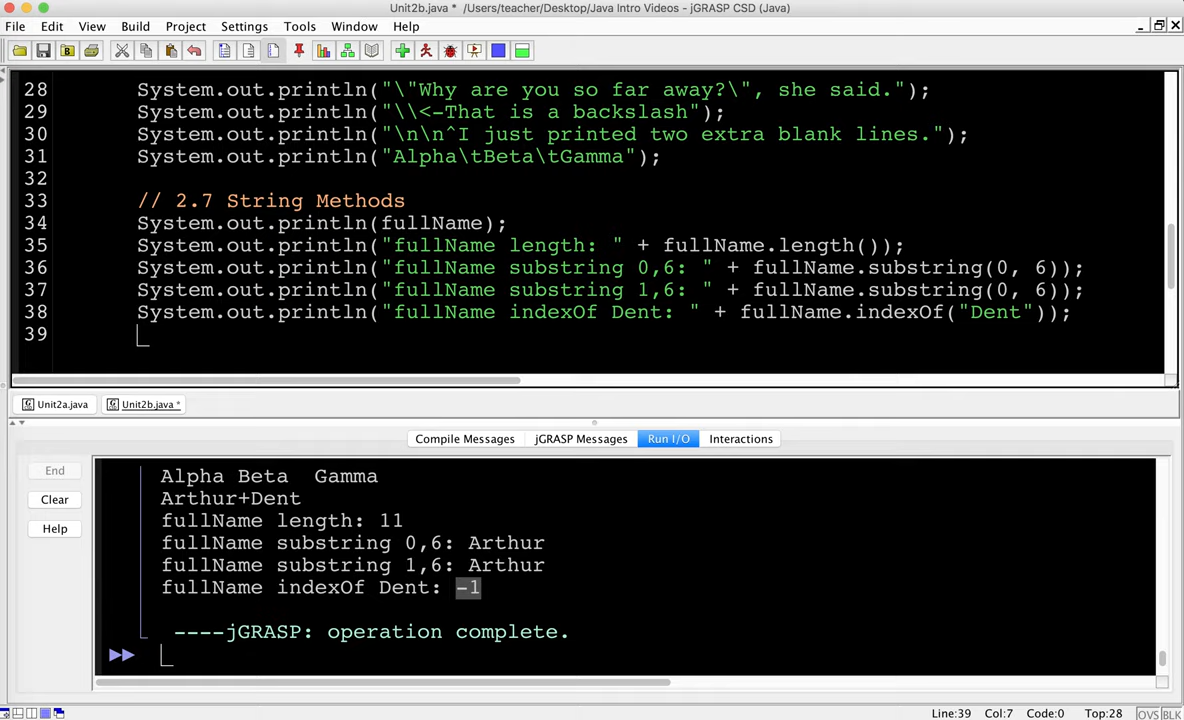 Unit2b.java * /Users/teacher/Desktop/Java Intro Videos - jGRASP CSD (Java)
File Edit View Build Project Settings Tools Window Help
28 System.out.println("\"Why are you so far away?\", she said.");
29 System.out.println("\\<-That is a backslash");
30 System.out.println("\n\n^I just printed two extra blank lines.");
31 System.out.println("Alpha\tBeta\tGamma");
32
33 // 2.7 String Methods
34 System.out.println(fullName);
35 System.out.println("fullName length: " + fullName.length());
36 System.out.println("fullName substring 0,6: " + fullName.substring(0, 6));
37 System.out.println("fullName substring 1,6: " + fullName.substring(0, 6));
38 System.out.println("fullName indexOf Dent: " + fullName.indexOf("Dent"));
39
Unit2a.java Unit2b.java *
Compile Messages jGRASP Messages Run I/O Interactions
End
Clear
Help
Alpha Beta  Gamma
Arthur+Dent
fullName length: 11
fullName substring 0,6: Arthur
fullName substring 1,6: Arthur
fullName indexOf Dent: -1
----jGRASP: operation complete.
Line:39 Col:7 Code:0 Top:28 OVS BLK